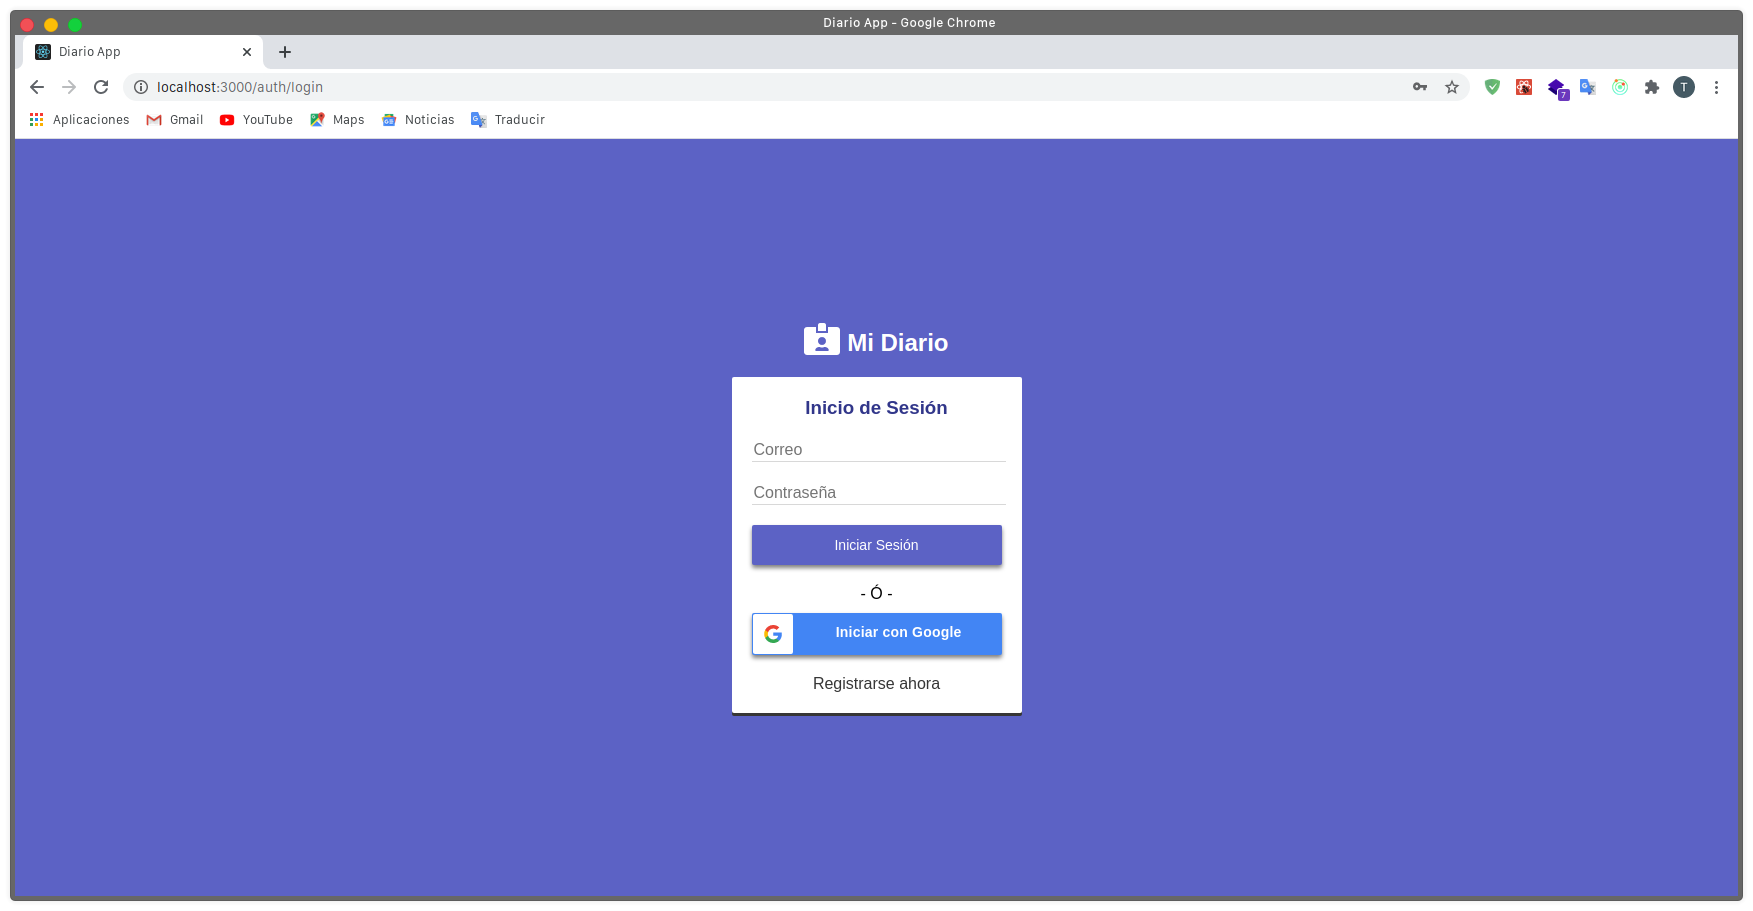 Diario App - Google Chrome
Diario App
localhost:3000/auth/login
7
T
Aplicaciones Gmail YouTube Maps Noticias Traducir
Mi Diario
Inicio de Sesión
Correo
Contraseña
Iniciar Sesión
- Ó -
Iniciar con Google
Registrarse ahora